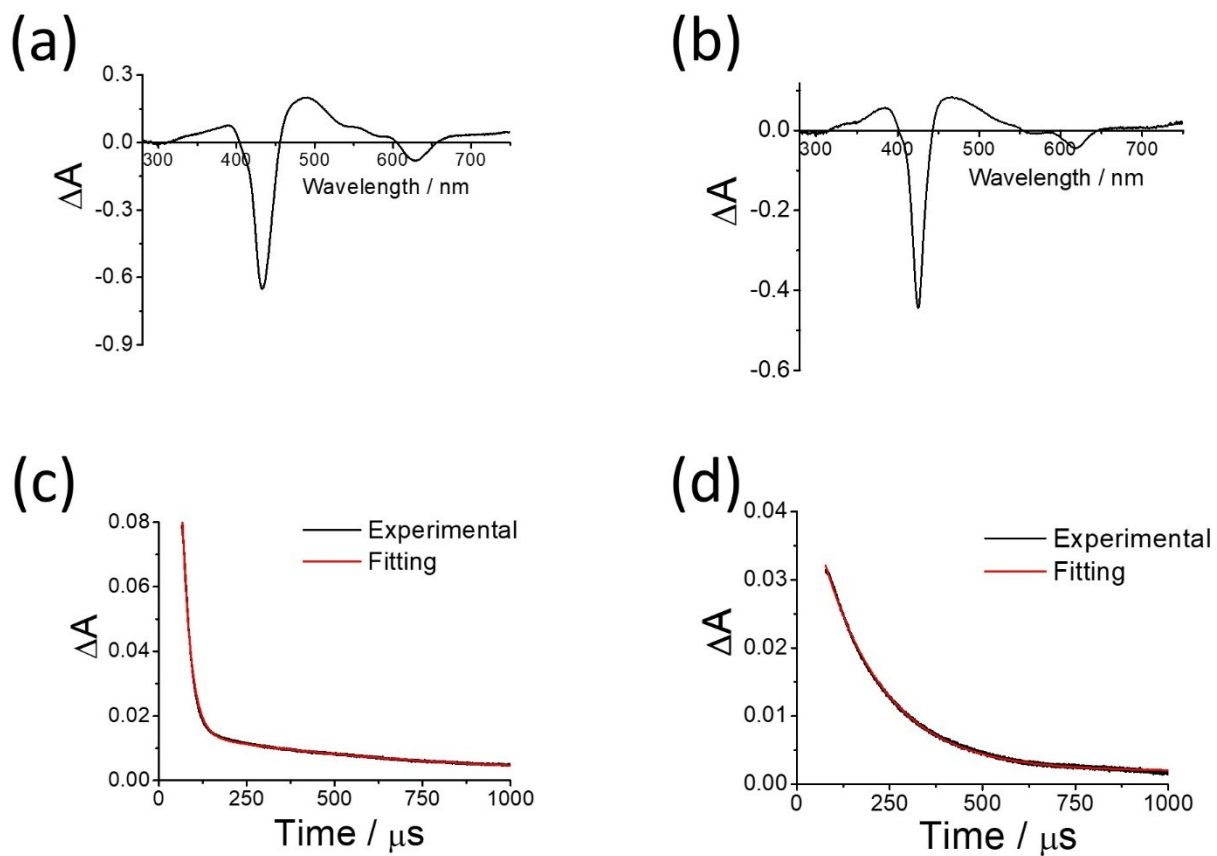 (a)
0.3
0.0
-0.3
-0.6
-0.9
300 400 500 600 700
Wavelength / nm
ΔA
(b)
0.0
-0.2
-0.4
-0.6
300 400 500 600 700
Wavelength / nm
ΔA
(c)
0.08
0.06
0.04
0.02
0.00
0 250 500 750 1000
Experimental
Fitting
ΔA
Time / μs
(d)
0.04
0.03
0.02
0.01
0.00
0 250 500 750 1000
Experimental
Fitting
ΔA
Time / μs